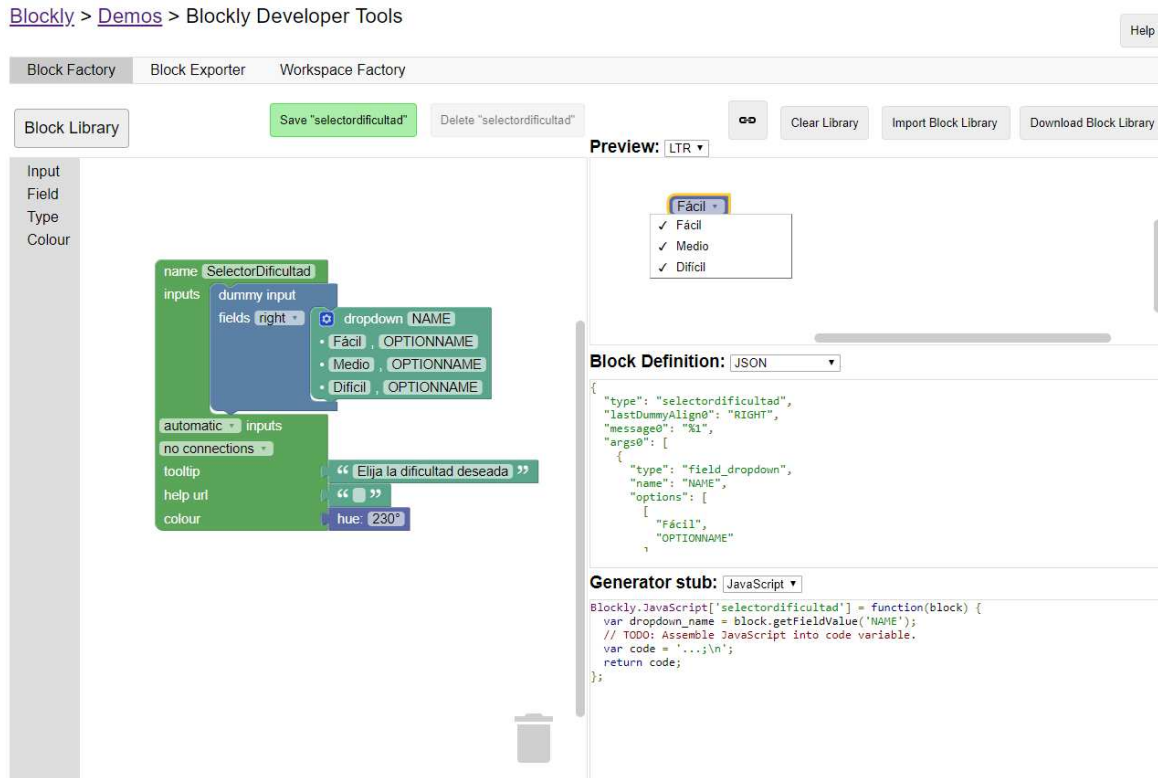 Blockly > Demos > Blockly Developer Tools
Help
Block Factory Block Exporter Workspace Factory
Block Library
Save "selectordificultad"
Delete "selectordificultad"
Clear Library
Import Block Library
Download Block Library
Input
Field
Type
Colour
name SelectorDificultad
inputs dummy input
fields right dropdown NAME
Fácil , OPTIONNAME
Medio , OPTIONNAME
Difícil , OPTIONNAME
automatic inputs
no connections
tooltip “ Elija la dificultad deseada ”
help url “ ”
colour hue: 230°
Preview: LTR
Fácil
✓ Fácil
✓ Medio
✓ Difícil
Block Definition: JSON
{
"type": "selectordificultad",
"lastDummyAlign0": "RIGHT",
"message0": "%1",
"args0": [
{
"type": "field_dropdown",
"name": "NAME",
"options": [
[
"Fácil",
"OPTIONNAME"
]
Generator stub: JavaScript
Blockly.JavaScript['selectordificultad'] = function(block) {
var dropdown_name = block.getFieldValue('NAME');
// TODO: Assemble JavaScript into code variable.
var code = '...;\n';
return code;
};